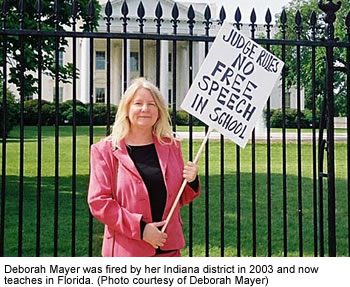 JUDGE RULES
NO
FREE
SPEECH
IN SCHOOL
Deborah Mayer was fired by her Indiana district in 2003 and now
teaches in Florida. (Photo courtesy of Deborah Mayer)